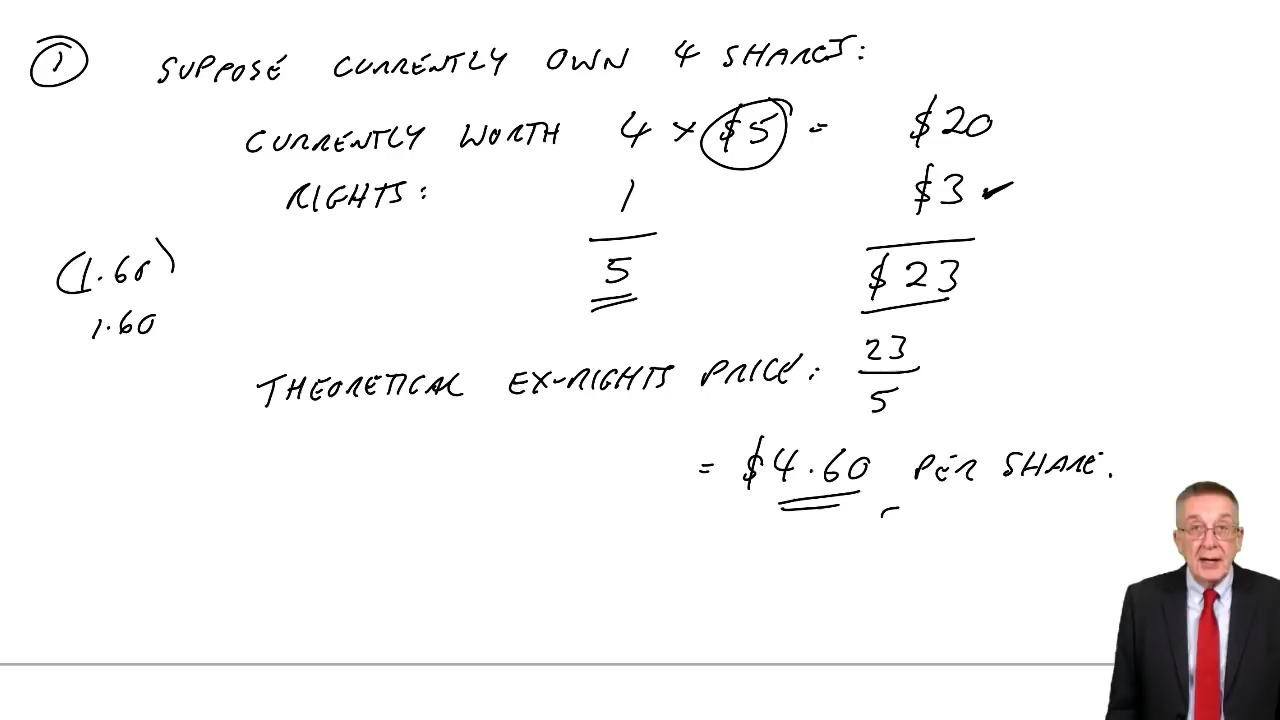 ① SUPPOSE CURRENTLY OWN 4 SHARES:
CURRENTLY WORTH 4 × $5 = $20
RIGHTS: 1 $3 ✓
5 $23
(1.60)
1.60
THEORETICAL EX-RIGHTS PRICE: 23/5
= $4.60 PER SHARE.